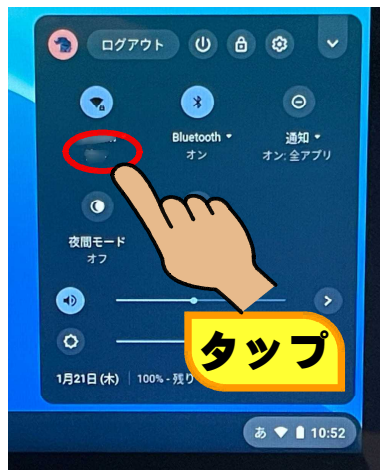 ログアウト
Bluetooth
オン
通知
オン: 全アプリ
夜間モード
オフ
タップ
1月21日 (木)
100% - 残り
あ
10:52